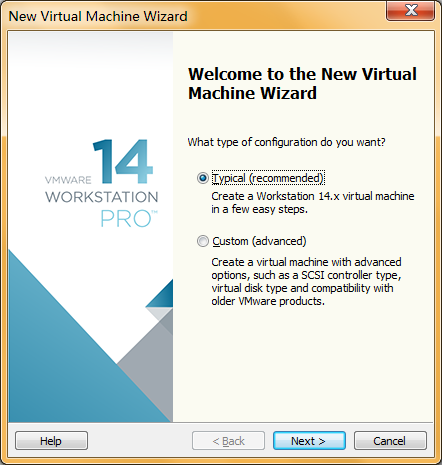 New Virtual Machine Wizard
Welcome to the New Virtual
Machine Wizard
VMWARE 14
WORKSTATION
PRO™
What type of configuration do you want?
Typical (recommended)
Create a Workstation 14.x virtual machine
in a few easy steps.
Custom (advanced)
Create a virtual machine with advanced
options, such as a SCSI controller type,
virtual disk type and compatibility with
older VMware products.
Help
< Back
Next >
Cancel